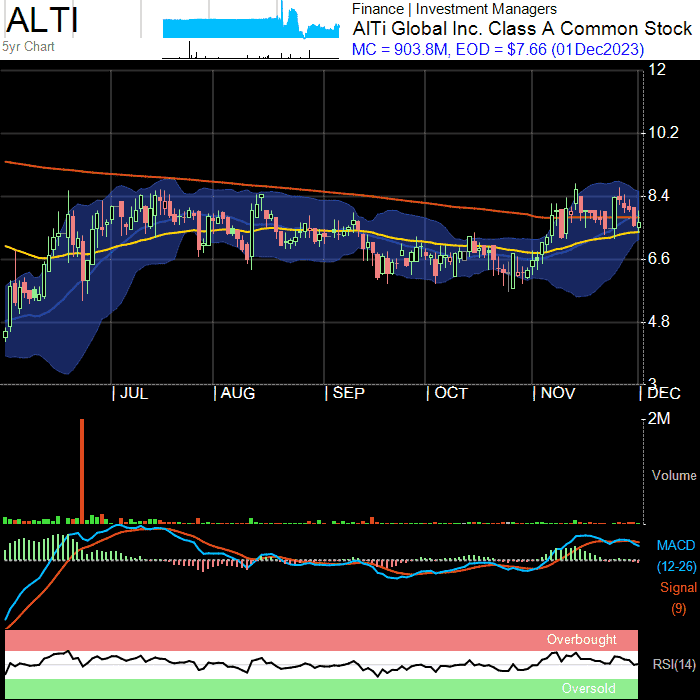 ALTI
5yr Chart
Finance | Investment Managers
AlTi Global Inc. Class A Common Stock
MC = 903.8M, EOD = $7.66 (01Dec2023)
12
10.2
8.4
6.6
4.8
3
| JUL | AUG | SEP | OCT | NOV | DEC
2M
Volume
MACD
(12-26)
Signal
(9)
Overbought
RSI(14)
Oversold